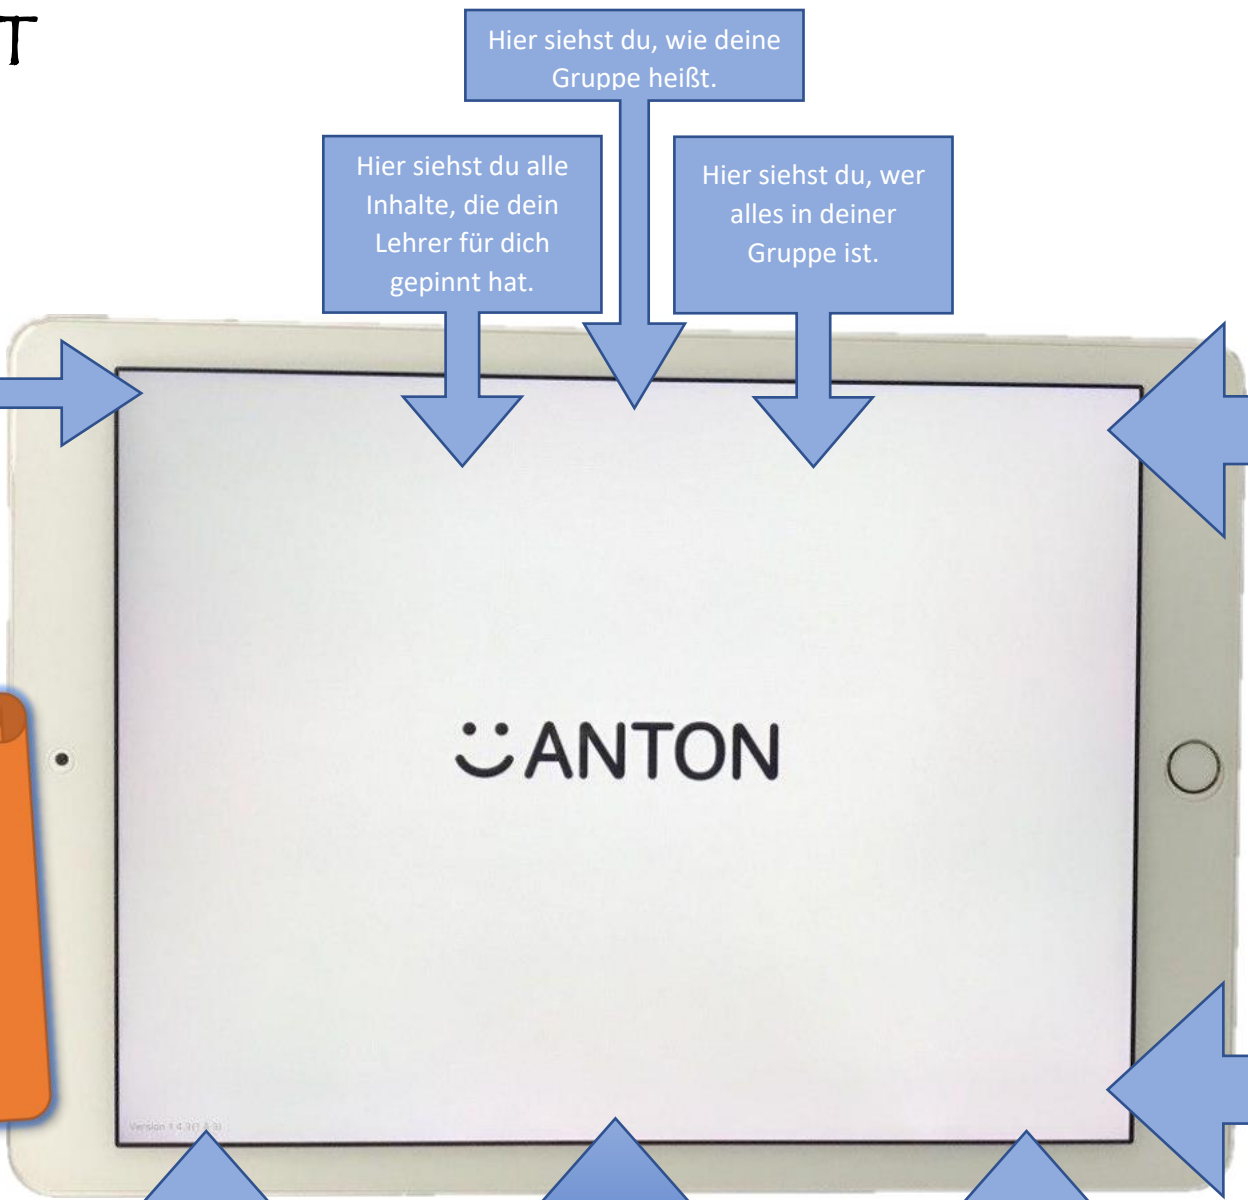 T
Hier siehst du, wie deine
Gruppe heißt.
Hier siehst du alle
Inhalte, die dein
Lehrer für dich
gepinnt hat.
Hier siehst du, wer
alles in deiner
Gruppe ist.
ANTON